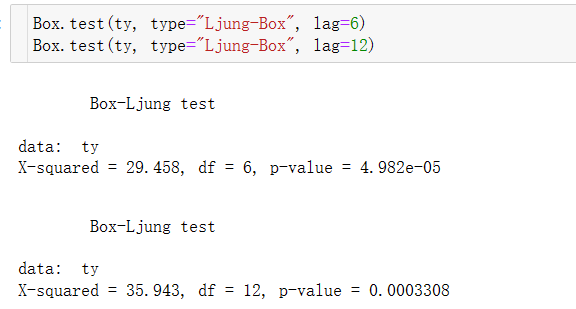 Box.test(ty, type="Ljung-Box", lag=6)
Box.test(ty, type="Ljung-Box", lag=12)
Box-Ljung test
data:  ty
X-squared = 29.458, df = 6, p-value = 4.982e-05
Box-Ljung test
data:  ty
X-squared = 35.943, df = 12, p-value = 0.0003308